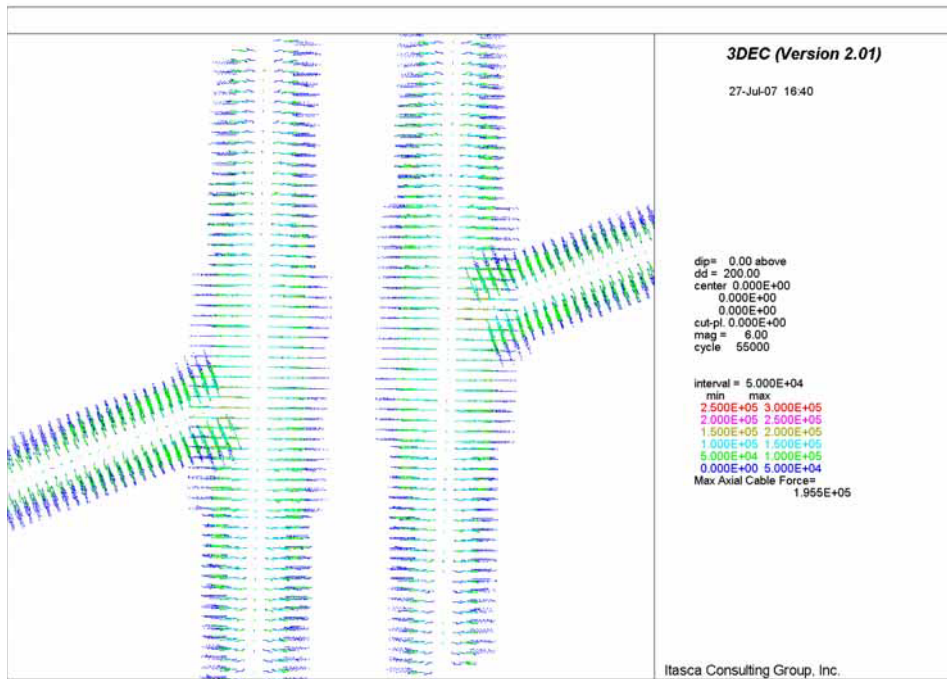 3DEC (Version 2.01)
27-Jul-07 16:40
dip= 0.00 above
dd = 200.00
center 0.000E+00
0.000E+00
0.000E+00
cut-pl. 0.000E+00
mag = 6.00
cycle 55000
interval = 5.000E+04
min max
2.500E+05 3.000E+05
2.000E+05 2.500E+05
1.500E+05 2.000E+05
1.000E+05 1.500E+05
5.000E+04 1.000E+05
0.000E+00 5.000E+04
Max Axial Cable Force=
1.955E+05
Itasca Consulting Group, Inc.